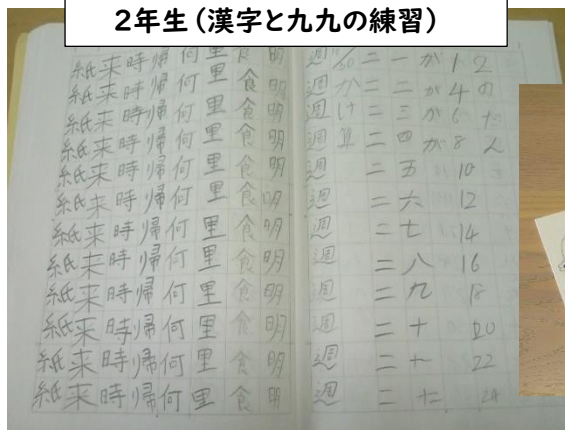 2年生(漢字と九九の練習)
2のだん
二一が2
二二が4
二三が6
二四が8
二五 10
二六 12
二七 14
二八 16
二九 18
二十 20
二十一 22
二十二 24
かけ算
週週週週週週週週週週週週
明明明明明明明明明明明明
食食食食食食食食食食食食
里里里里里里里里里里里里
何何何何何何何何何何何何
帰帰帰帰帰帰帰帰帰帰帰帰
時時時時時時時時時時時時
来来来来来来来来来来来来
紙紙紙紙紙紙紙紙紙紙紙紙